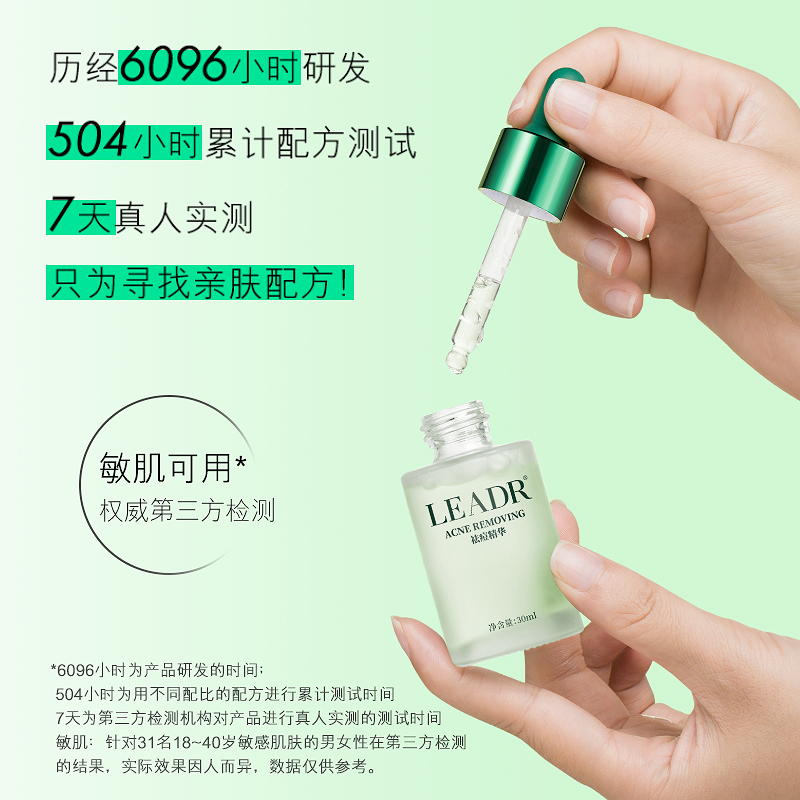 历经6096小时研发
504小时累计配方测试
7天真人实测
只为寻找亲肤配方!
敏肌可用*
权威第三方检测
LEADR®
ACNE REMOVING
祛痘精华
净含量:30ml
*6096小时为产品研发的时间;
504小时为用不同配比的配方进行累计测试时间
7天为第三方检测机构对产品进行真人实测的测试时间
敏肌：针对31名18~40岁敏感肌肤的男女性在第三方检测
的结果，实际效果因人而异，数据仅供参考。